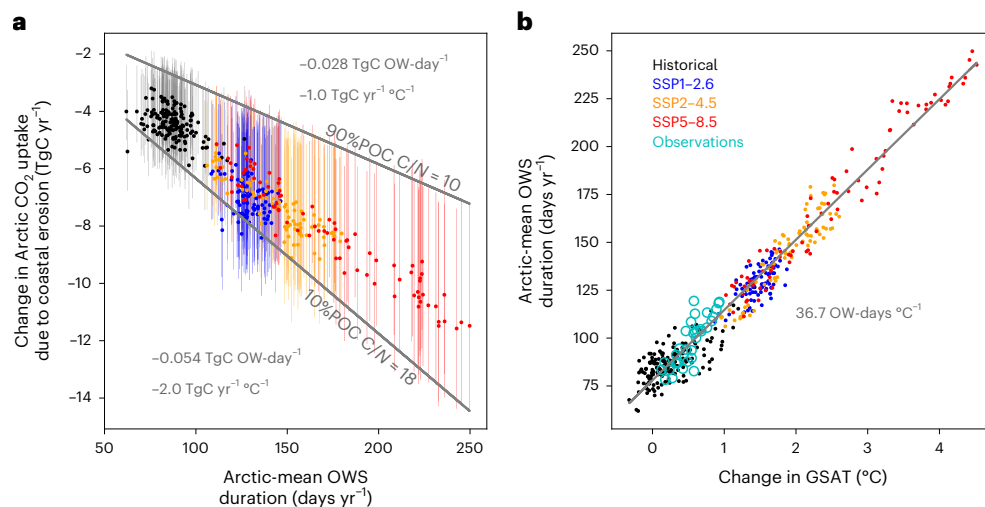 a
Change in Arctic CO₂ uptake
due to coastal erosion (TgC yr⁻¹)
−2
−4
−6
−8
−10
−12
−14
−0.028 TgC OW-day⁻¹
−1.0 TgC yr⁻¹ °C⁻¹
90%POC C/N = 10
10%POC C/N = 18
−0.054 TgC OW-day⁻¹
−2.0 TgC yr⁻¹ °C⁻¹
50
100
150
200
250
Arctic-mean OWS
duration (days yr⁻¹)
b
Arctic-mean OWS
duration (days yr⁻¹)
250
225
200
175
150
125
100
75
Historical
SSP1–2.6
SSP2–4.5
SSP5–8.5
Observations
36.7 OW-days °C⁻¹
0
1
2
3
4
Change in GSAT (°C)